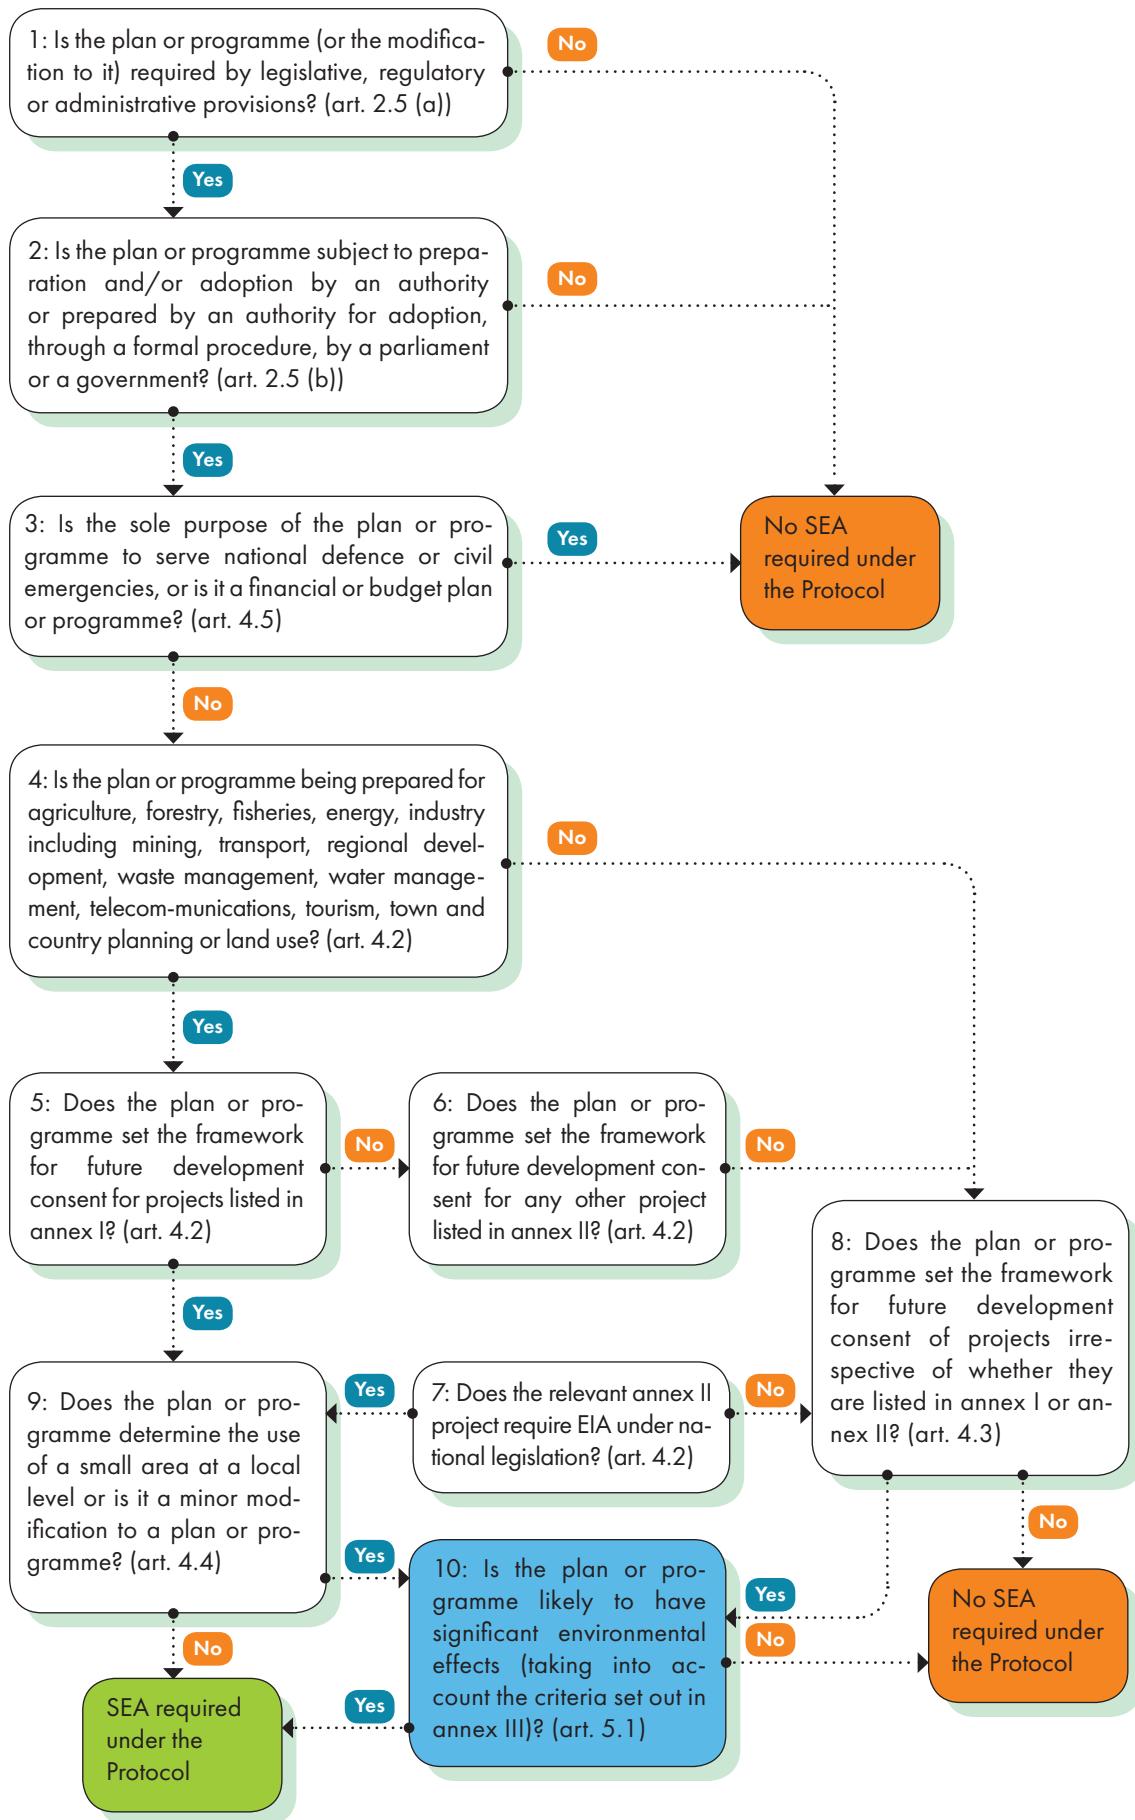 1: Is the plan or programme (or the modifica-
tion to it) required by legislative, regulatory
or administrative provisions? (art. 2.5 (a))
No
Yes
2: Is the plan or programme subject to prepa-
ration and/or adoption by an authority
or prepared by an authority for adoption,
through a formal procedure, by a parliament
or a government? (art. 2.5 (b))
No
Yes
3: Is the sole purpose of the plan or pro-
gramme to serve national defence or civil
emergencies, or is it a financial or budget plan
or programme? (art. 4.5)
Yes
No SEA
required under
the Protocol
No
4: Is the plan or programme being prepared for
agriculture, forestry, fisheries, energy, industry
including mining, transport, regional devel-
opment, waste management, water manage-
ment, telecom-munications, tourism, town and
country planning or land use? (art. 4.2)
No
Yes
5: Does the plan or pro-
gramme set the framework
for future development
consent for projects listed in
annex I? (art. 4.2)
No
6: Does the plan or pro-
gramme set the framework
for future development con-
sent for any other project
listed in annex II? (art. 4.2)
No
Yes
8: Does the plan or pro-
gramme set the framework
for future development
consent of projects irre-
spective of whether they
are listed in annex I or an-
nex II? (art. 4.3)
9: Does the plan or pro-
gramme determine the use
of a small area at a local
level or is it a minor mod-
ification to a plan or pro-
gramme? (art. 4.4)
Yes
7: Does the relevant annex II
project require EIA under na-
tional legislation? (art. 4.2)
No
No
Yes
10: Is the plan or pro-
gramme likely to have
significant environmental
effects (taking into ac-
count the criteria set out in
annex III)? (art. 5.1)
Yes
No
No SEA
required under
the Protocol
No
Yes
SEA required
under the
Protocol